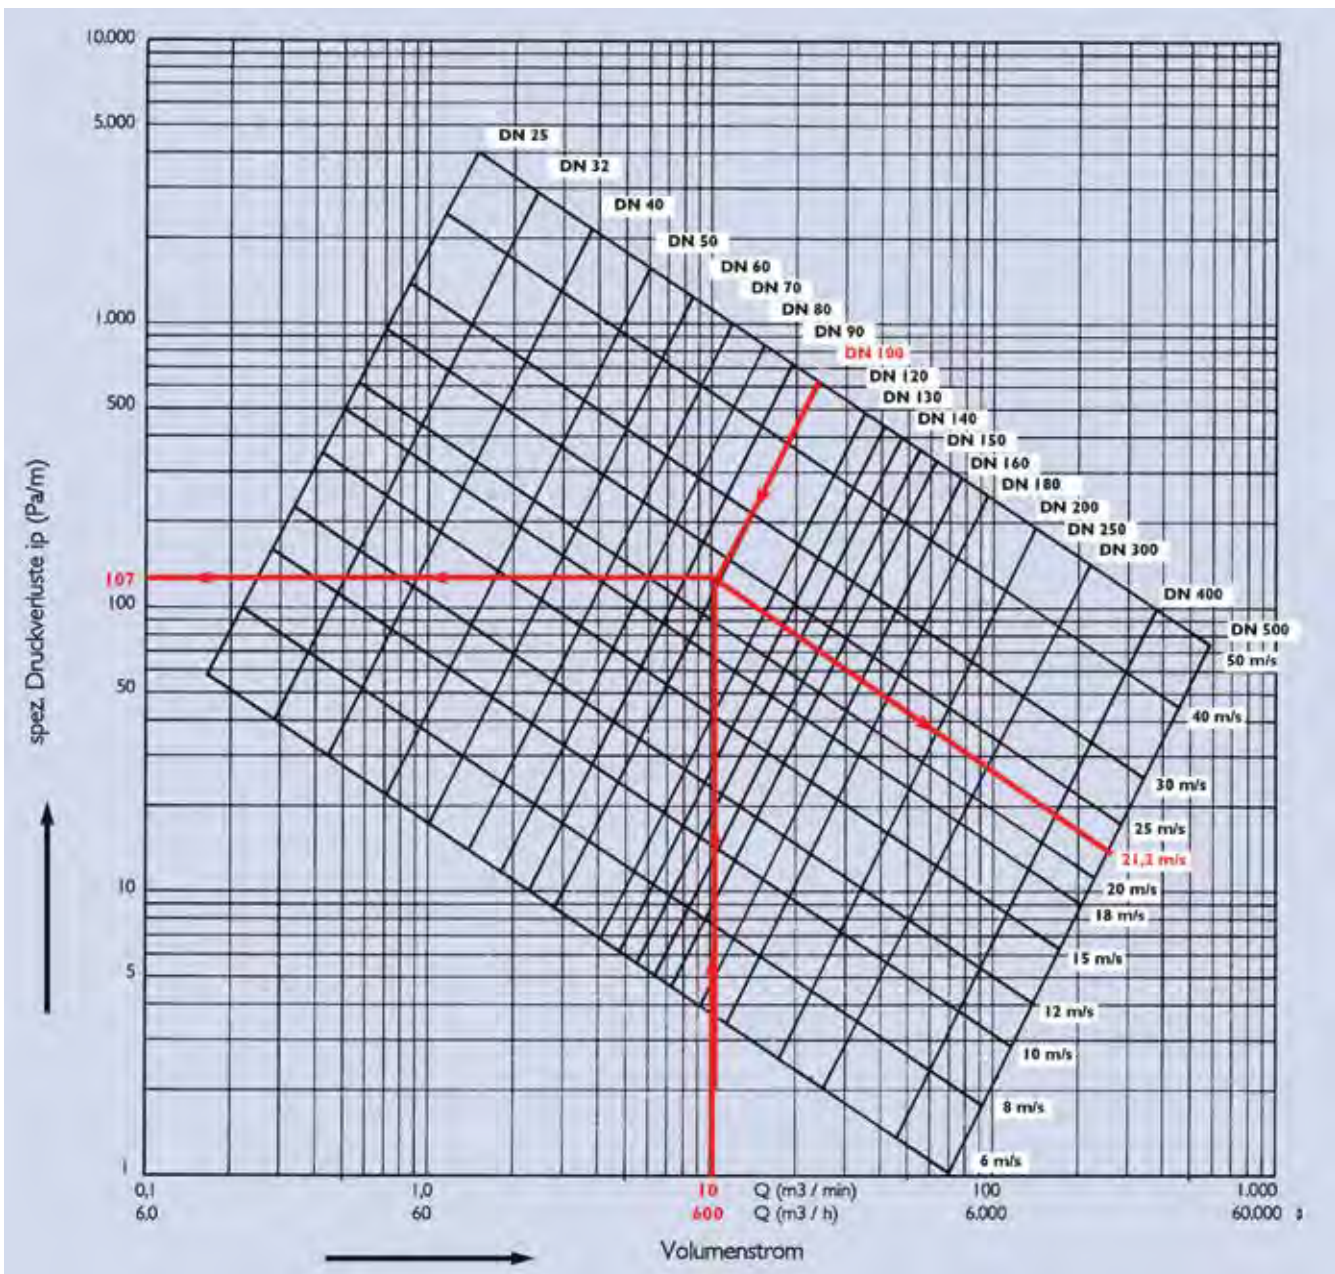 10.000
5.000
1.000
500
107
100
50
10
5
1
spez. Druckverluste ip (Pa/m)
DN 25
DN 32
DN 40
DN 50
DN 60
DN 70
DN 80
DN 90
DN 100
DN 120
DN 130
DN 140
DN 150
DN 160
DN 180
DN 200
DN 250
DN 300
DN 400
DN 500
50 m/s
40 m/s
30 m/s
25 m/s
21,2 m/s
20 m/s
18 m/s
15 m/s
12 m/s
10 m/s
8 m/s
6 m/s
0,1 1,0 10 Q (m3 / min) 100 1.000
6.0 60 600 Q (m3 / h) 6.000 60.000
Volumenstrom